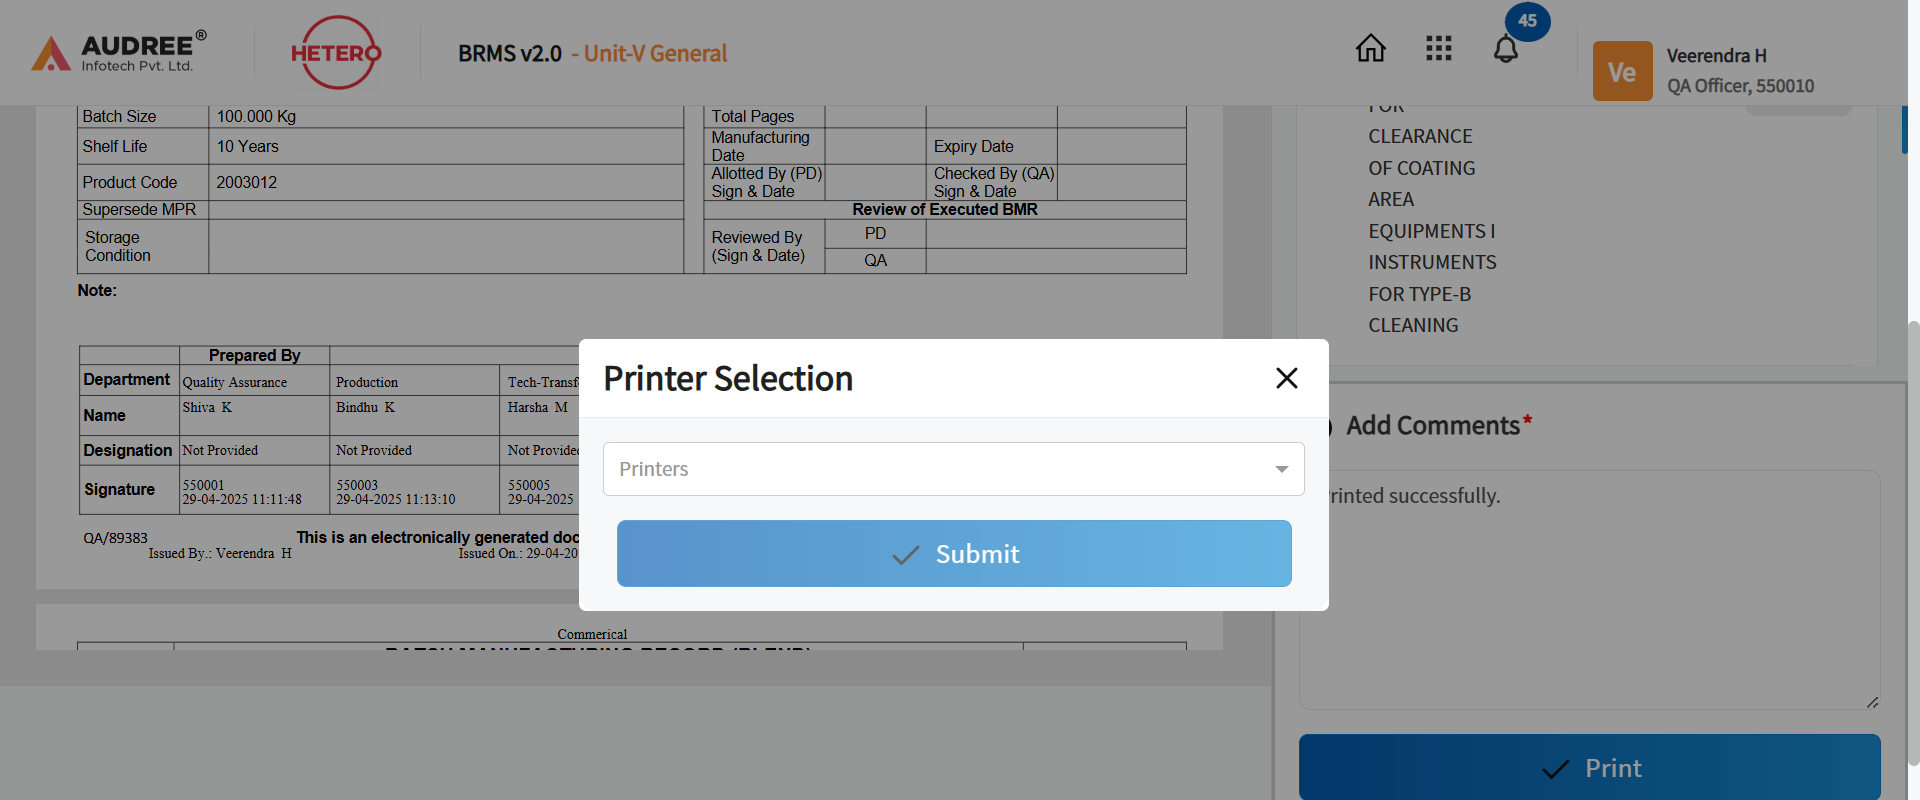 AUDREE®
Infotech Pvt. Ltd.
HETERO
BRMS v2.0 - Unit-V General
45
Ve
Veerendra H
QA Officer, 550010
Batch Size 100.000 Kg
Shelf Life 10 Years
Product Code 2003012
Supersede MPR
Storage
Condition
Total Pages
Manufacturing
Date
Expiry Date
Allotted By (PD)
Sign & Date
Checked By (QA)
Sign & Date
Review of Executed BMR
Reviewed By
(Sign & Date)
PD
QA
Note:
Prepared By
Department Quality Assurance Production Tech-Transf
Name Shiva K Bindhu K Harsha M
Designation Not Provided Not Provided Not Provide
Signature
550001
29-04-2025 11:11:48
550003
29-04-2025 11:13:10
550005
29-04-2025
QA/89383 This is an electronically generated doc
Issued By.: Veerendra H Issued On.: 29-04-20
Commerical
BATCH MANUFACTURING RECORD (BLEND)
FOR
CLEARANCE
OF COATING
AREA
EQUIPMENTS I
INSTRUMENTS
FOR TYPE-B
CLEANING
Printer Selection
Printers
Submit
Add Comments*
rinted successfully.
Print